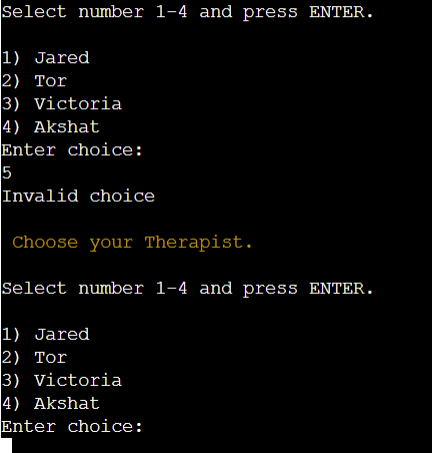 Select number 1-4 and press ENTER.
1) Jared
2) Tor
3) Victoria
4) Akshat
Enter choice:
5
Invalid choice
Choose your Therapist.
Select number 1-4 and press ENTER.
1) Jared
2) Tor
3) Victoria
4) Akshat
Enter choice: